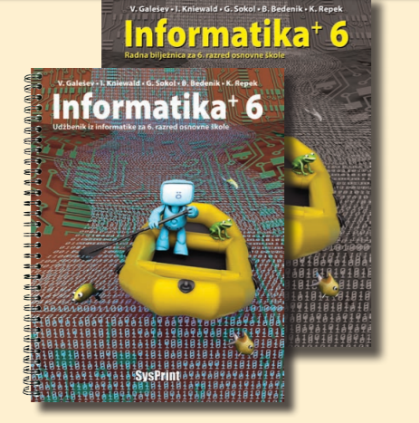 V. Galešev • I. Kniewald • G. Sokol • B. Bedenik • K. Repek
Informatika+ 6
Radna bilježnica za 6. razred osnovne škole
V. Galešev • I. Kniewald • G. Sokol • B. Bedenik • K. Repek
Informatika+ 6
Udžbenik iz informatike za 6. razred osnovne škole
SysPrint